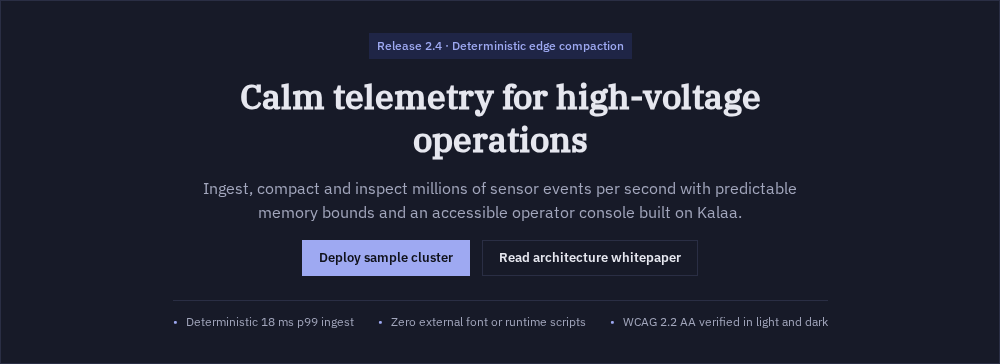 Release 2.4 · Deterministic edge compaction
Calm telemetry for high-voltage
operations
Ingest, compact and inspect millions of sensor events per second with predictable
memory bounds and an accessible operator console built on Kalaa.
Deploy sample cluster
Read architecture whitepaper
• Deterministic 18 ms p99 ingest
• Zero external font or runtime scripts
• WCAG 2.2 AA verified in light and dark